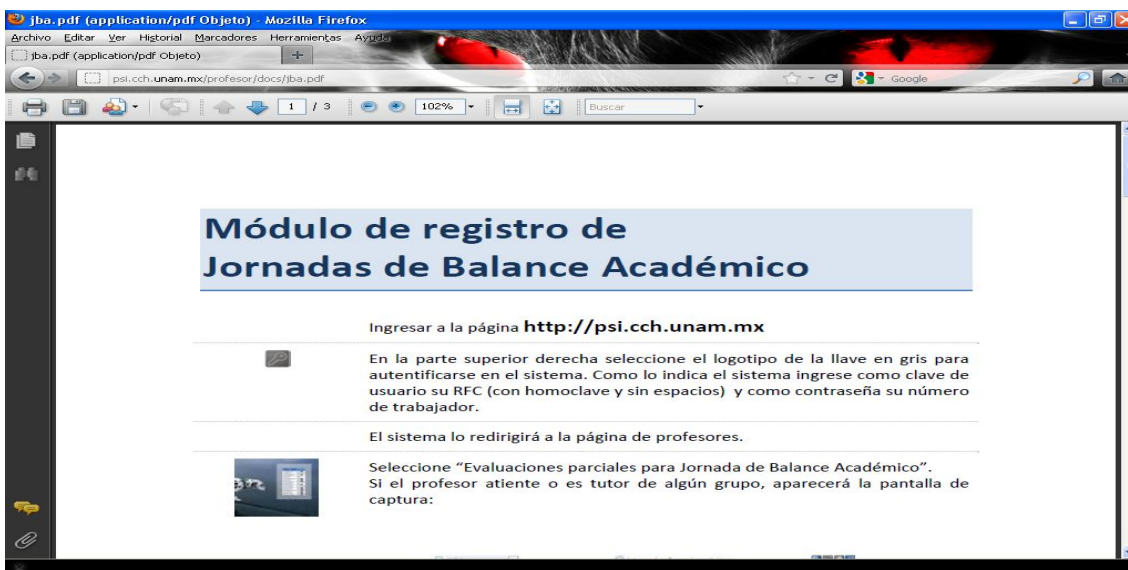 jba.pdf (application/pdf Objeto) - Mozilla Firefox
Archivo Editar Ver Historial Marcadores Herramientas Ayuda
jba.pdf (application/pdf Objeto)
psi.cch.unam.mx/profesor/docs/jba.pdf
Google
1 / 3
102%
Buscar
Módulo de registro de
Jornadas de Balance Académico
Ingresar a la página http://psi.cch.unam.mx
En la parte superior derecha seleccione el logotipo de la llave en gris para
autentificarse en el sistema. Como lo indica el sistema ingrese como clave de
usuario su RFC (con homoclave y sin espacios) y como contraseña su número
de trabajador.
El sistema lo redirigirá a la página de profesores.
Seleccione “Evaluaciones parciales para Jornada de Balance Académico”.
Si el profesor atiente o es tutor de algún grupo, aparecerá la pantalla de
captura: